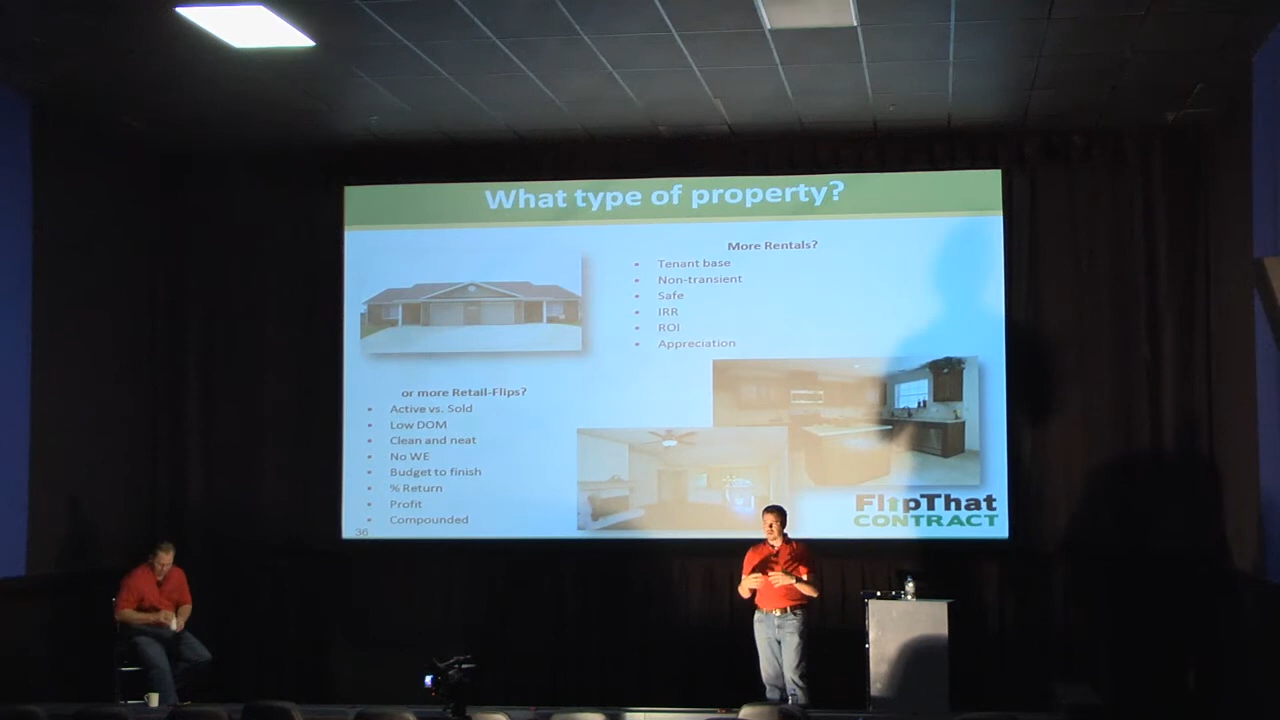 What type of property?
More Rentals?
• Tenant base
• Non-transient
• Safe
• IRR
• ROI
• Appreciation
or more Retail-Flips?
• Active vs. Sold
• Low DOM
• Clean and neat
• No WE
• Budget to finish
• % Return
• Profit
• Compounded
36
FlipThat
CONTRACT